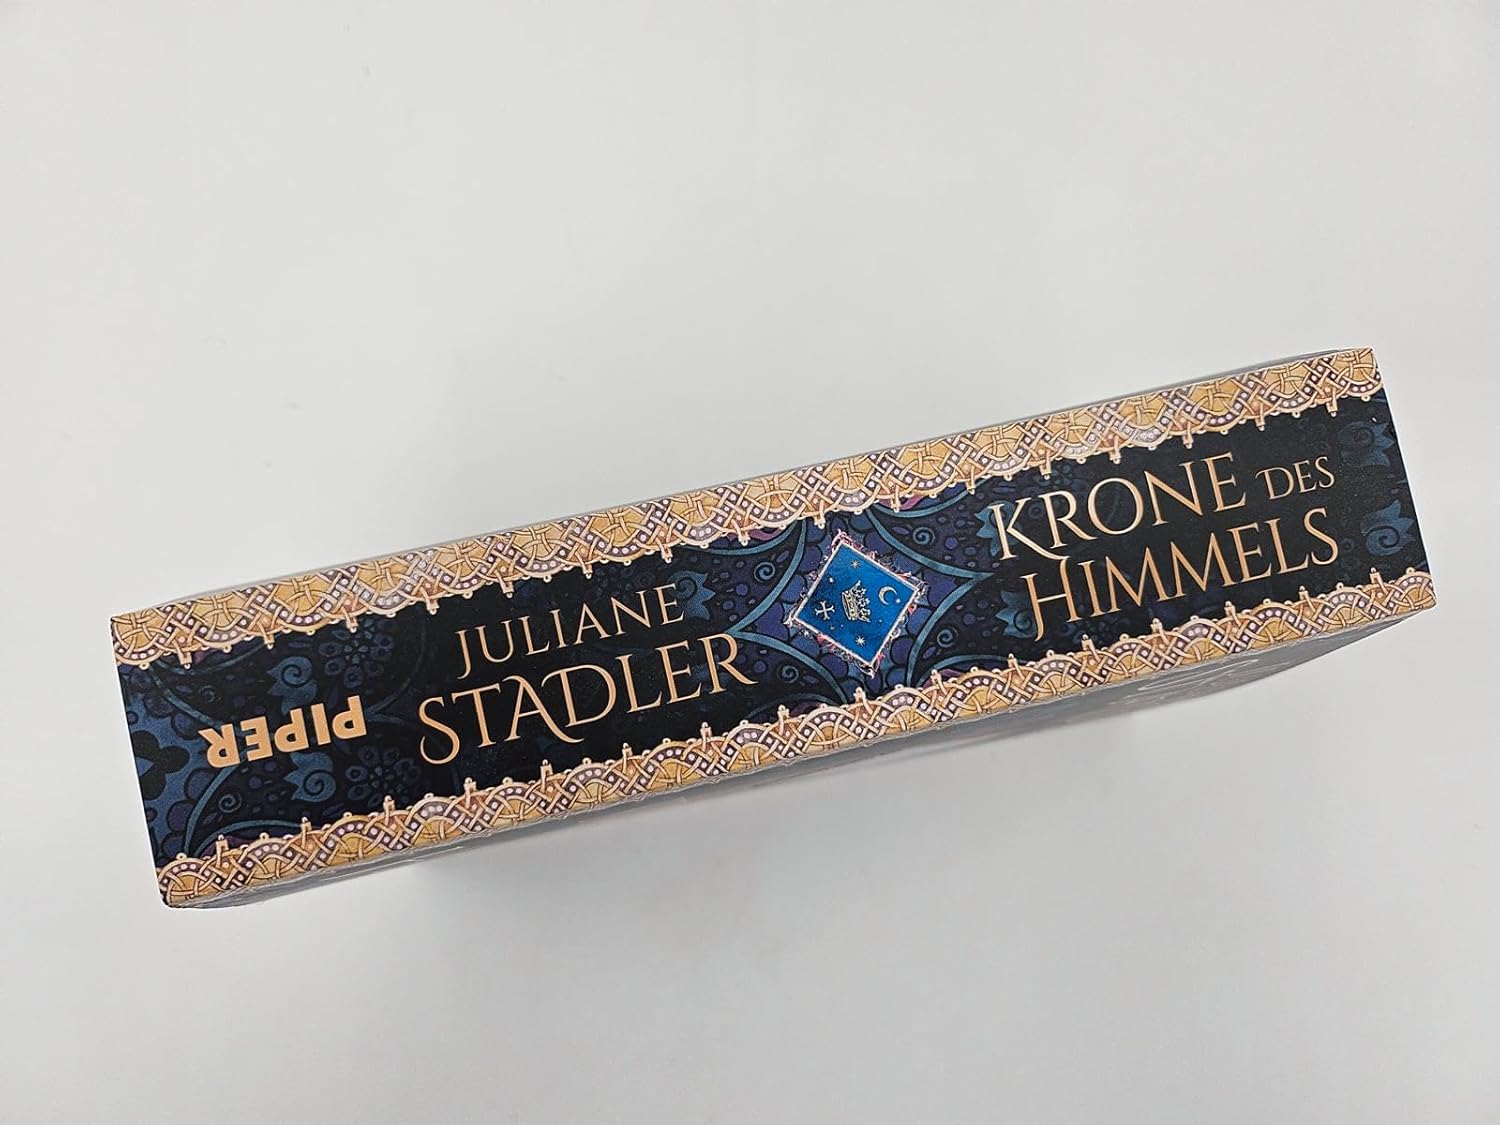 JULIANE
STADLER
KRONE DES
HIMMELS
PIPER